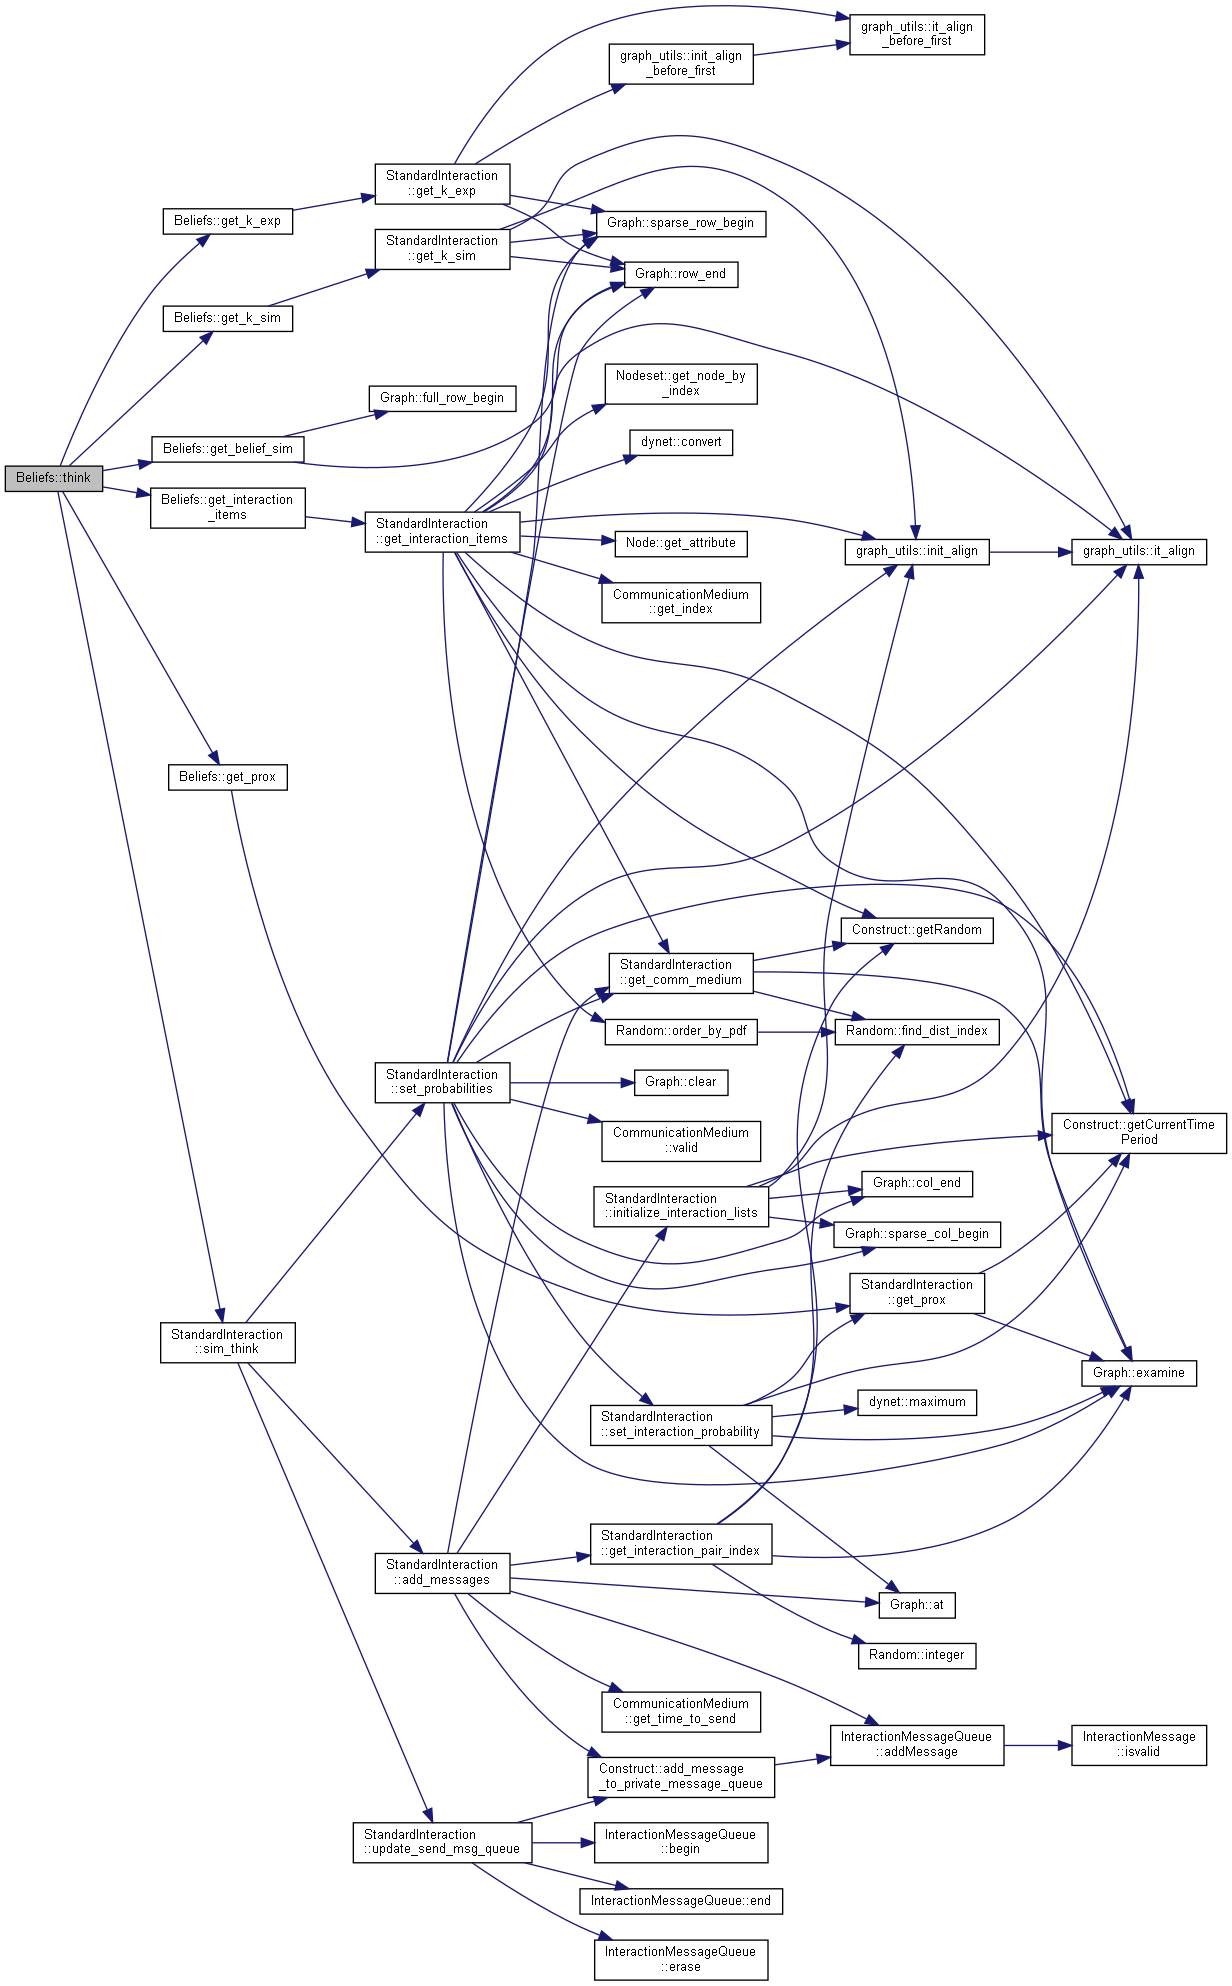 graph_utils::it_align
_before_first
graph_utils::init_align
_before_first
StandardInteraction
::get_k_exp
Beliefs::get_k_exp
Graph::sparse_row_begin
StandardInteraction
::get_k_sim
Graph::row_end
Beliefs::get_k_sim
Nodeset::get_node_by
_index
Graph::full_row_begin
dynet::convert
Beliefs::get_belief_sim
Beliefs::think
Beliefs::get_interaction
_items
StandardInteraction
::get_interaction_items
Node::get_attribute
graph_utils::init_align
graph_utils::it_align
CommunicationMedium
::get_index
Beliefs::get_prox
Construct::getRandom
StandardInteraction
::get_comm_medium
Random::order_by_pdf
Random::find_dist_index
StandardInteraction
::set_probabilities
Graph::clear
CommunicationMedium
::valid
Construct::getCurrentTime
Period
Graph::col_end
StandardInteraction
::initialize_interaction_lists
Graph::sparse_col_begin
StandardInteraction
::get_prox
StandardInteraction
::sim_think
Graph::examine
dynet::maximum
StandardInteraction
::set_interaction_probability
StandardInteraction
::get_interaction_pair_index
StandardInteraction
::add_messages
Graph::at
Random::integer
CommunicationMedium
::get_time_to_send
InteractionMessageQueue
::addMessage
InteractionMessage
::isvalid
Construct::add_message
_to_private_message_queue
StandardInteraction
::update_send_msg_queue
InteractionMessageQueue
::begin
InteractionMessageQueue::end
InteractionMessageQueue
::erase